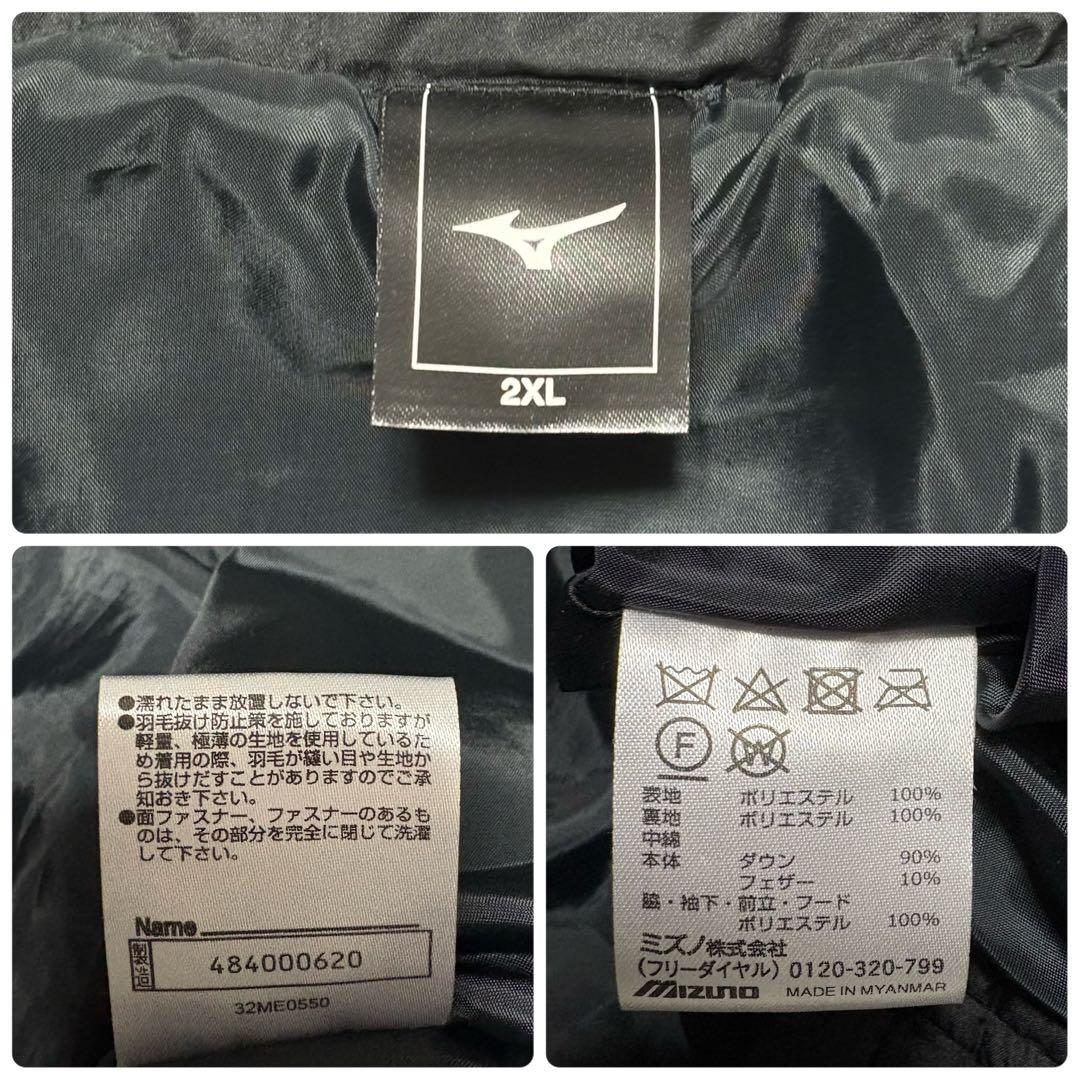 2XL
●濡れたまま放置しないで下さい。
●羽毛抜け防止策を施しておりますが
軽量、極薄の生地を使用しているた
め着用の際、羽毛が縫い目や生地か
ら抜けだすことがありますのでご承
知おき下さい。
●面ファスナー、ファスナーのあるも
のは、その部分を完全に閉じて洗濯
して下さい。
Name
484000620
32ME0550
F
W
表地 ポリエステル 100%
裏地 ポリエステル 100%
中綿
本体 ダウン 90%
フェザー 10%
脇・袖下・前立・フード
ポリエステル 100%
ミズノ株式会社
(フリーダイヤル) 0120-320-799
MIZUNO MADE IN MYANMAR